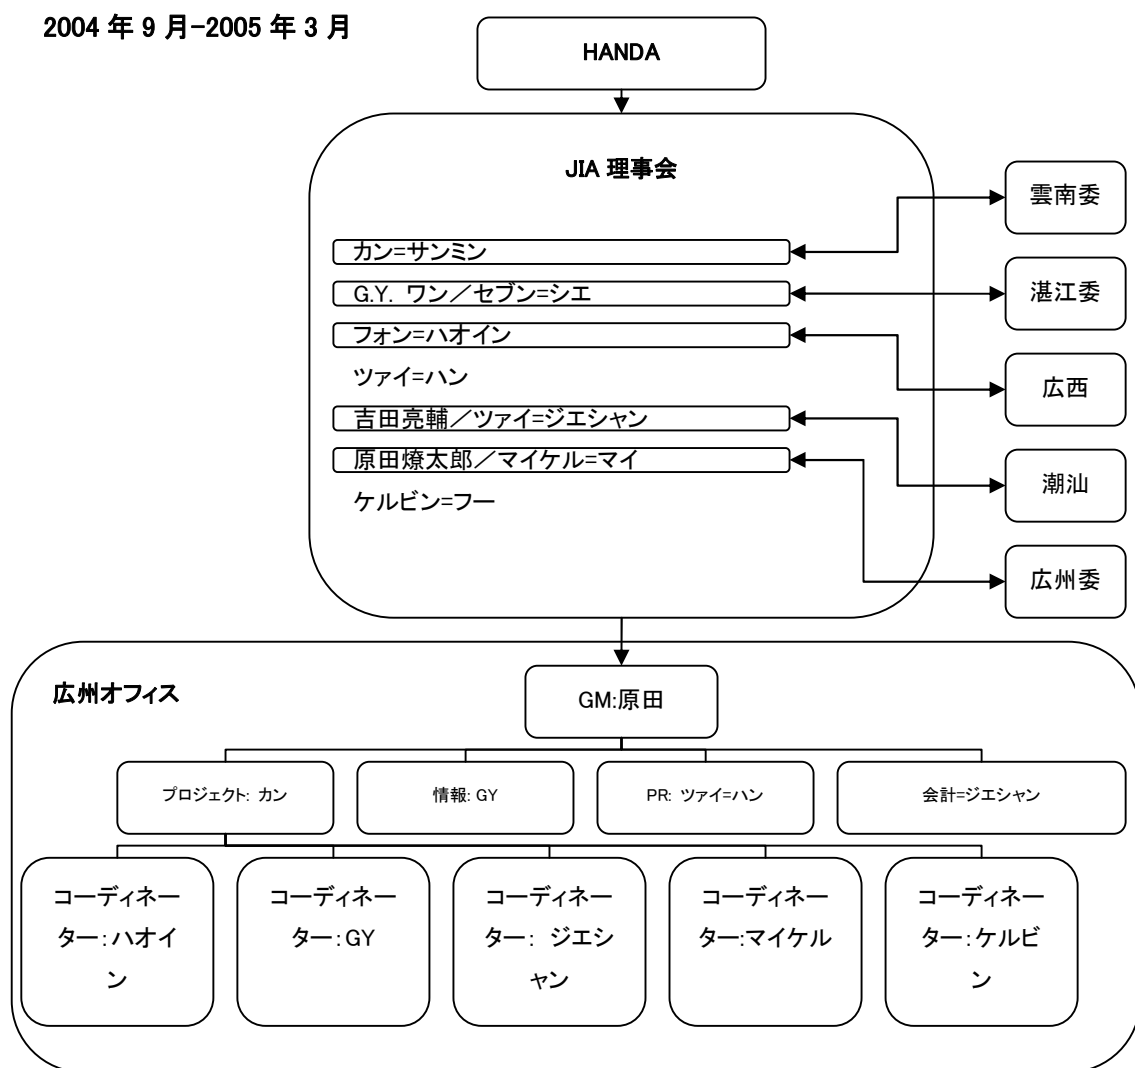 2004 年 9 月-2005 年 3 月
HANDA
JIA 理事会
カン=サンミン
G.Y. ワン／セブン=シエ
フォン=ハオイン
ツァイ=ハン
吉田亮輔／ツァイ=ジエシャン
原田燎太郎／マイケル=マイ
ケルビン=フー
雲南委
湛江委
広西
潮汕
広州委
広州オフィス
GM:原田
プロジェクト: カン
情報: GY
PR: ツァイ=ハン
会計=ジエシャン
コーディネー
ター：ハオイ
ン
コーディネー
ター：GY
コーディネー
ター： ジエシ
ャン
コーディネー
ター:マイケル
コーディネー
ター：ケルビ
ン